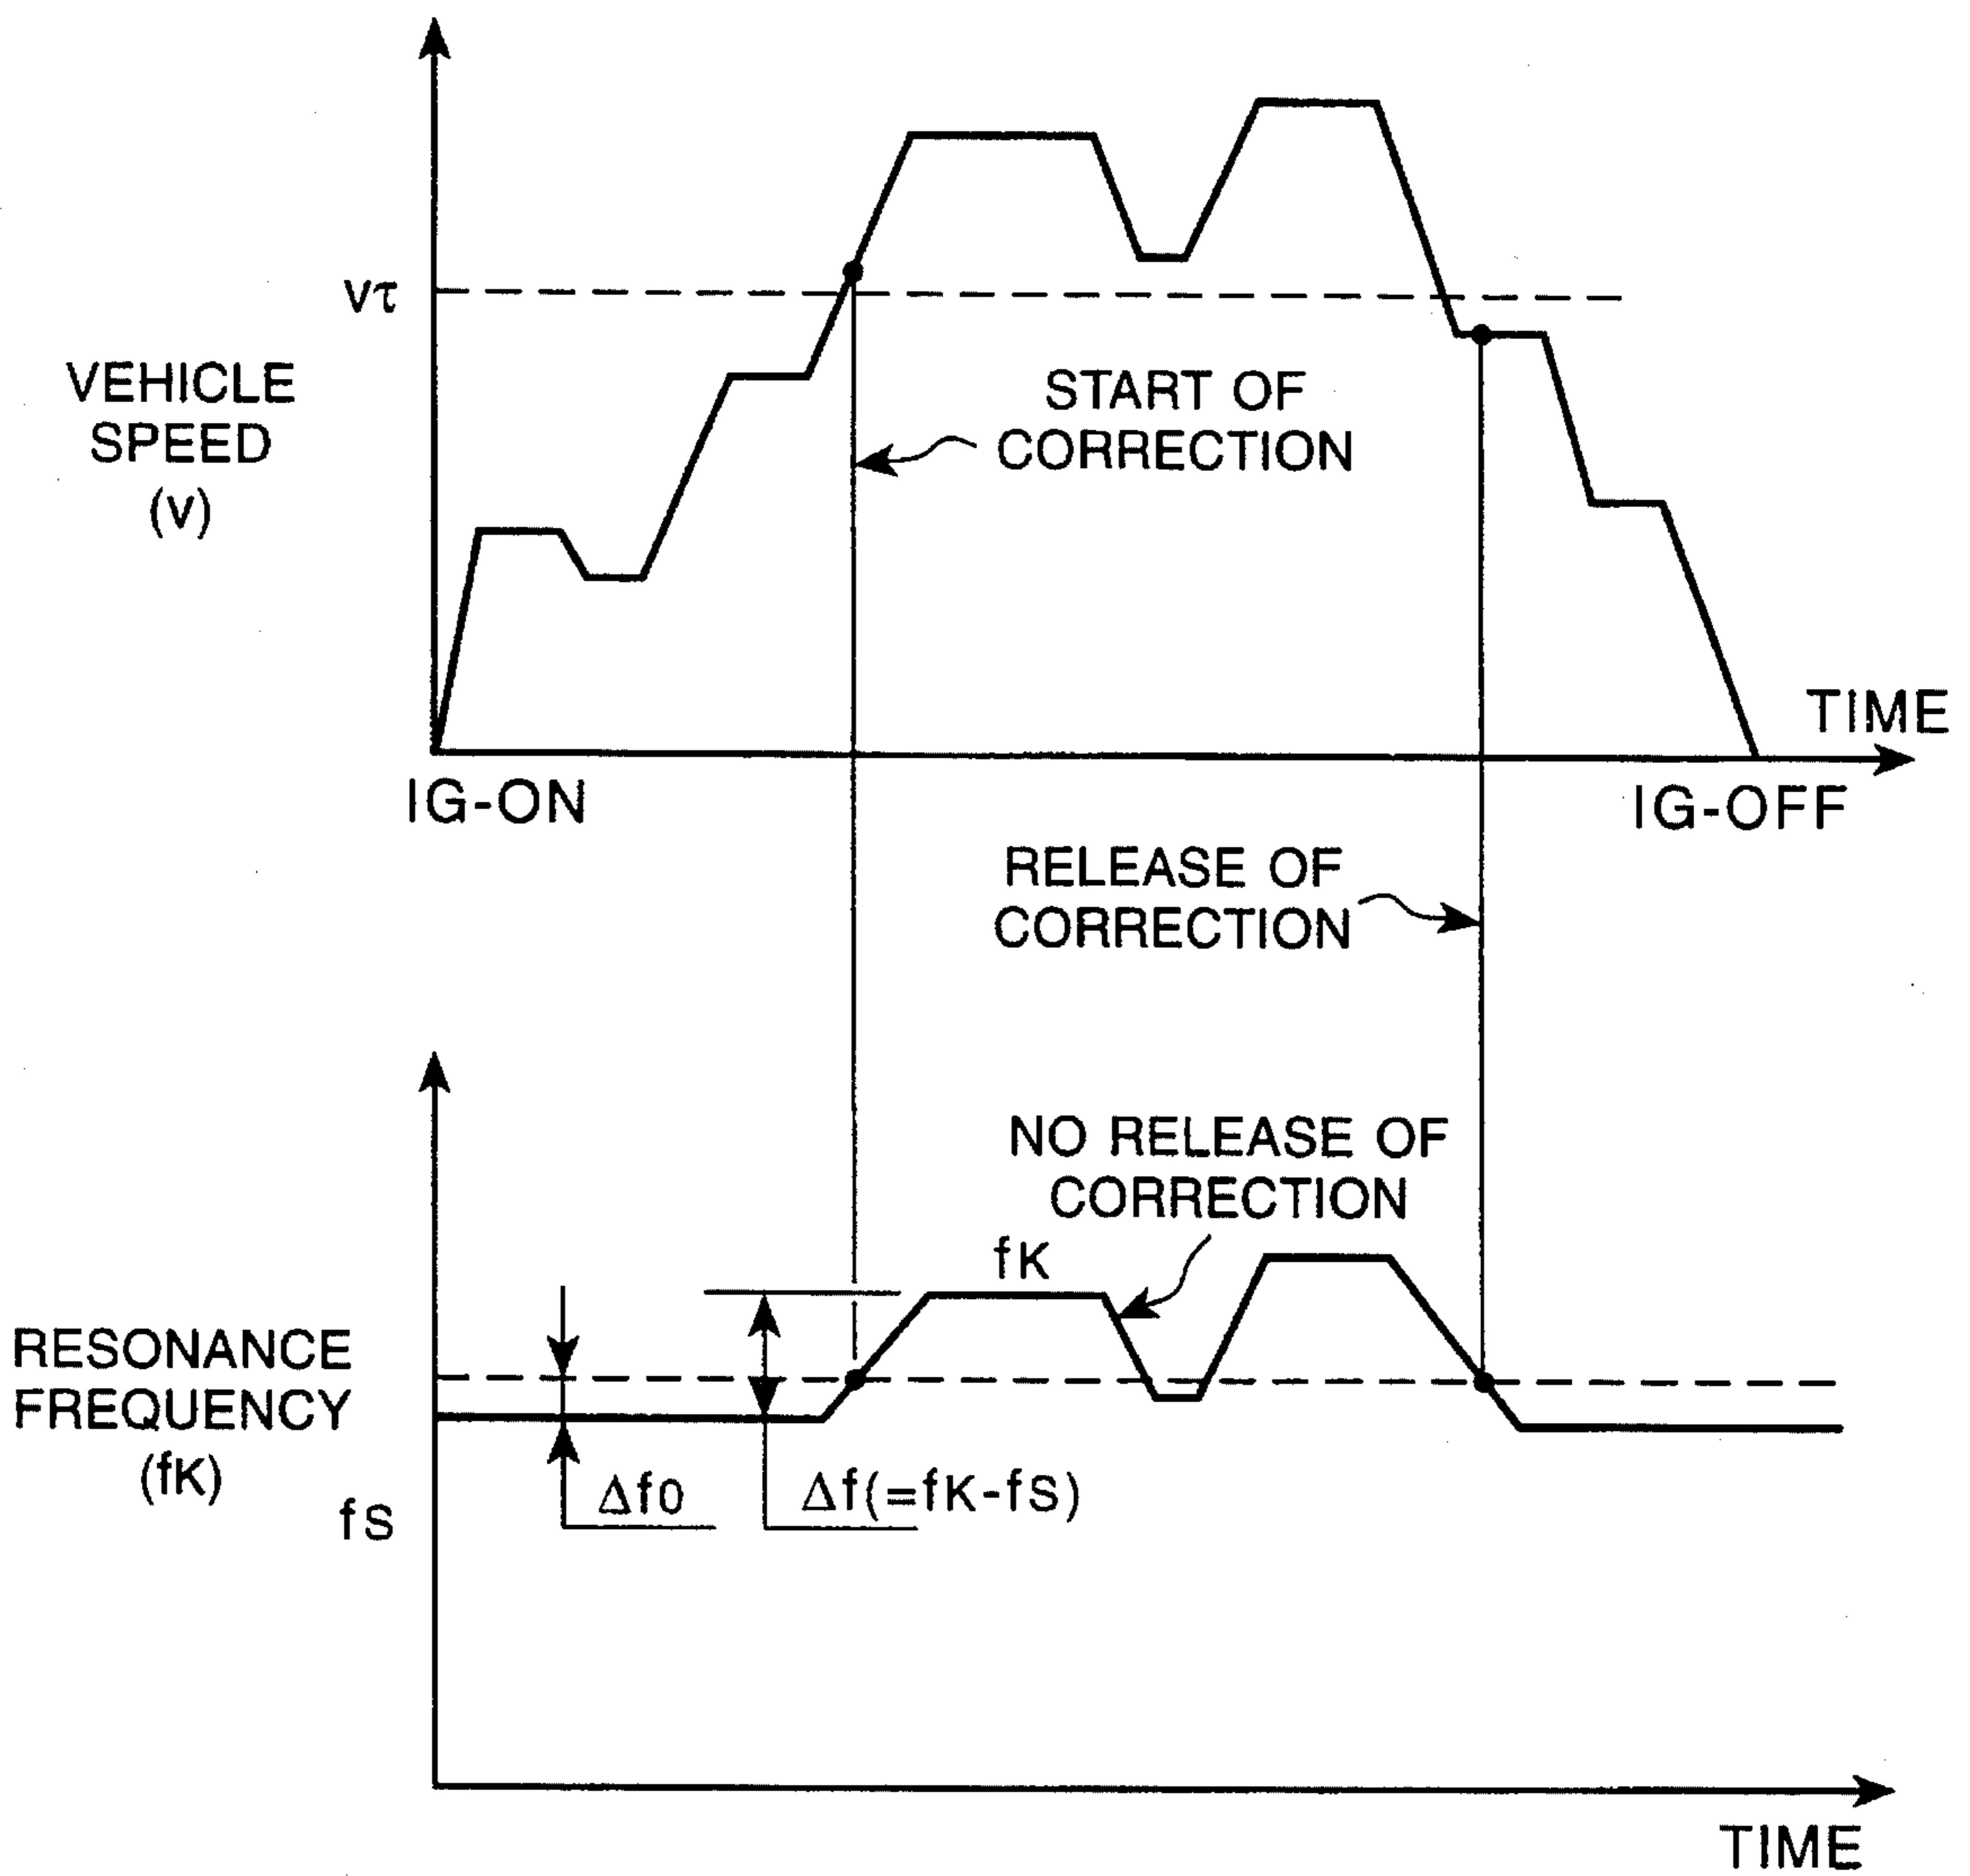 vτ
VEHICLE
SPEED
(v)
START OF
CORRECTION
TIME
IG-ON
IG-OFF
RELEASE OF
CORRECTION
NO RELEASE OF
CORRECTION
fK
RESONANCE
FREQUENCY
(fK)
fS
Δf0
Δf(=fK-fS)
TIME